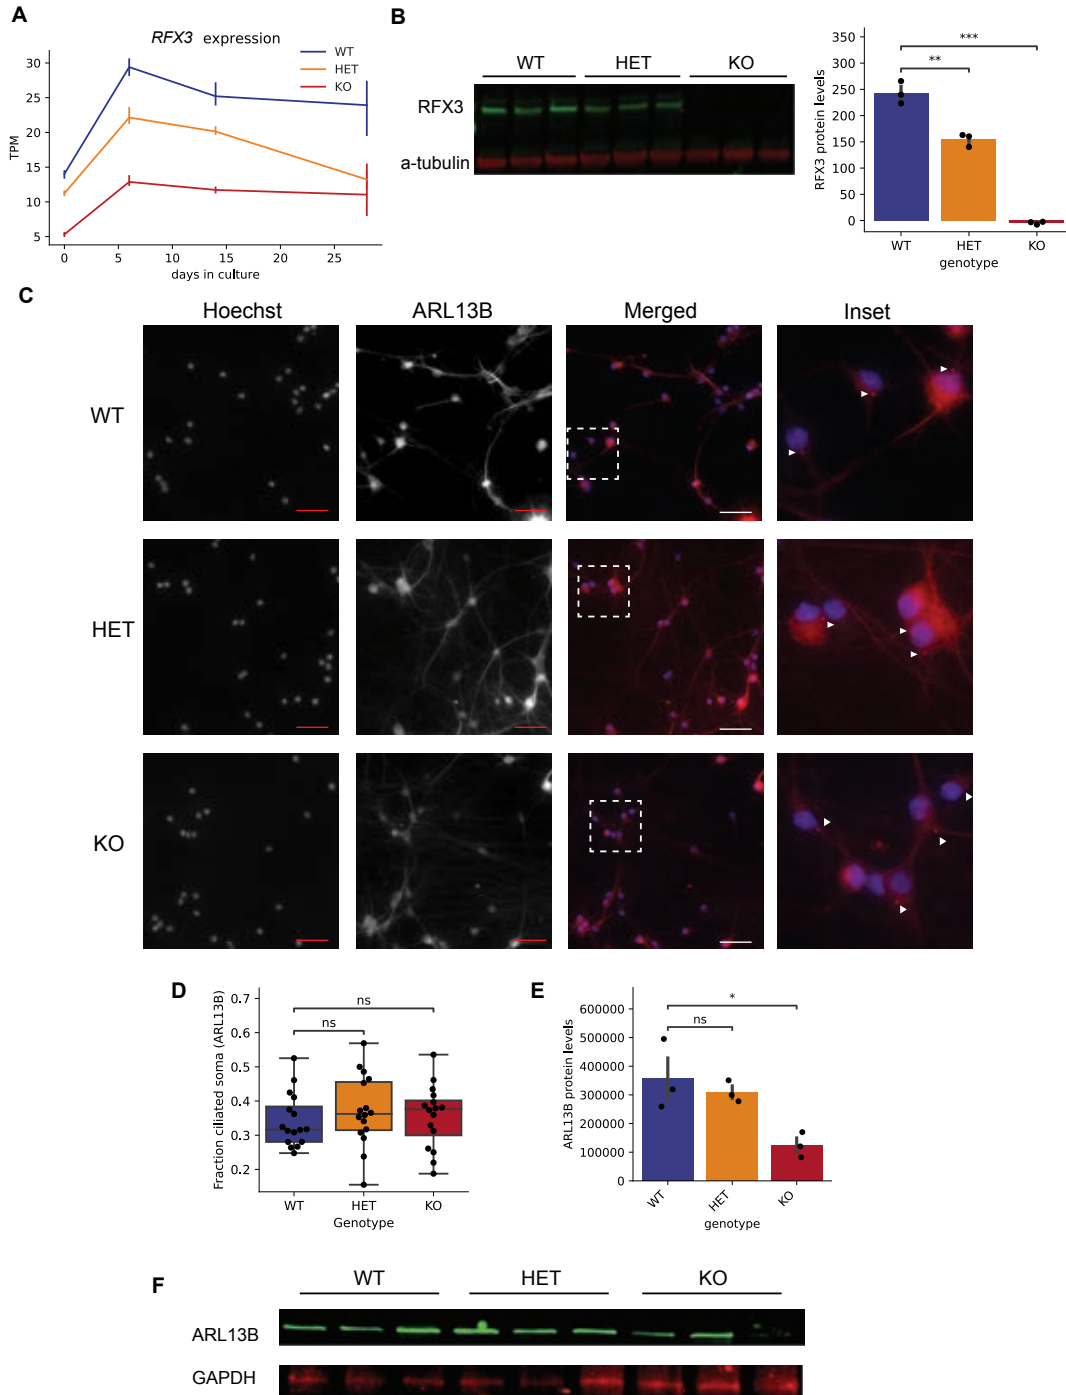 A
RFX3 expression
WT
HET
KO
30
25
20
15
10
5
TPM
0 5 10 15 20 25
days in culture
B
WT HET KO
RFX3
a-tubulin
***
**
350
300
250
200
150
100
50
0
RFX3 protein levels
WT HET KO
genotype
C
Hoechst ARL13B Merged Inset
WT
HET
KO
D
ns
ns
0.7
0.6
0.5
0.4
0.3
0.2
Fraction ciliated soma (ARL13B)
WT HET KO
Genotype
E
*
ns
600000
500000
400000
300000
200000
100000
0
ARL13B protein levels
WT HET KO
genotype
F
WT HET KO
ARL13B
GAPDH